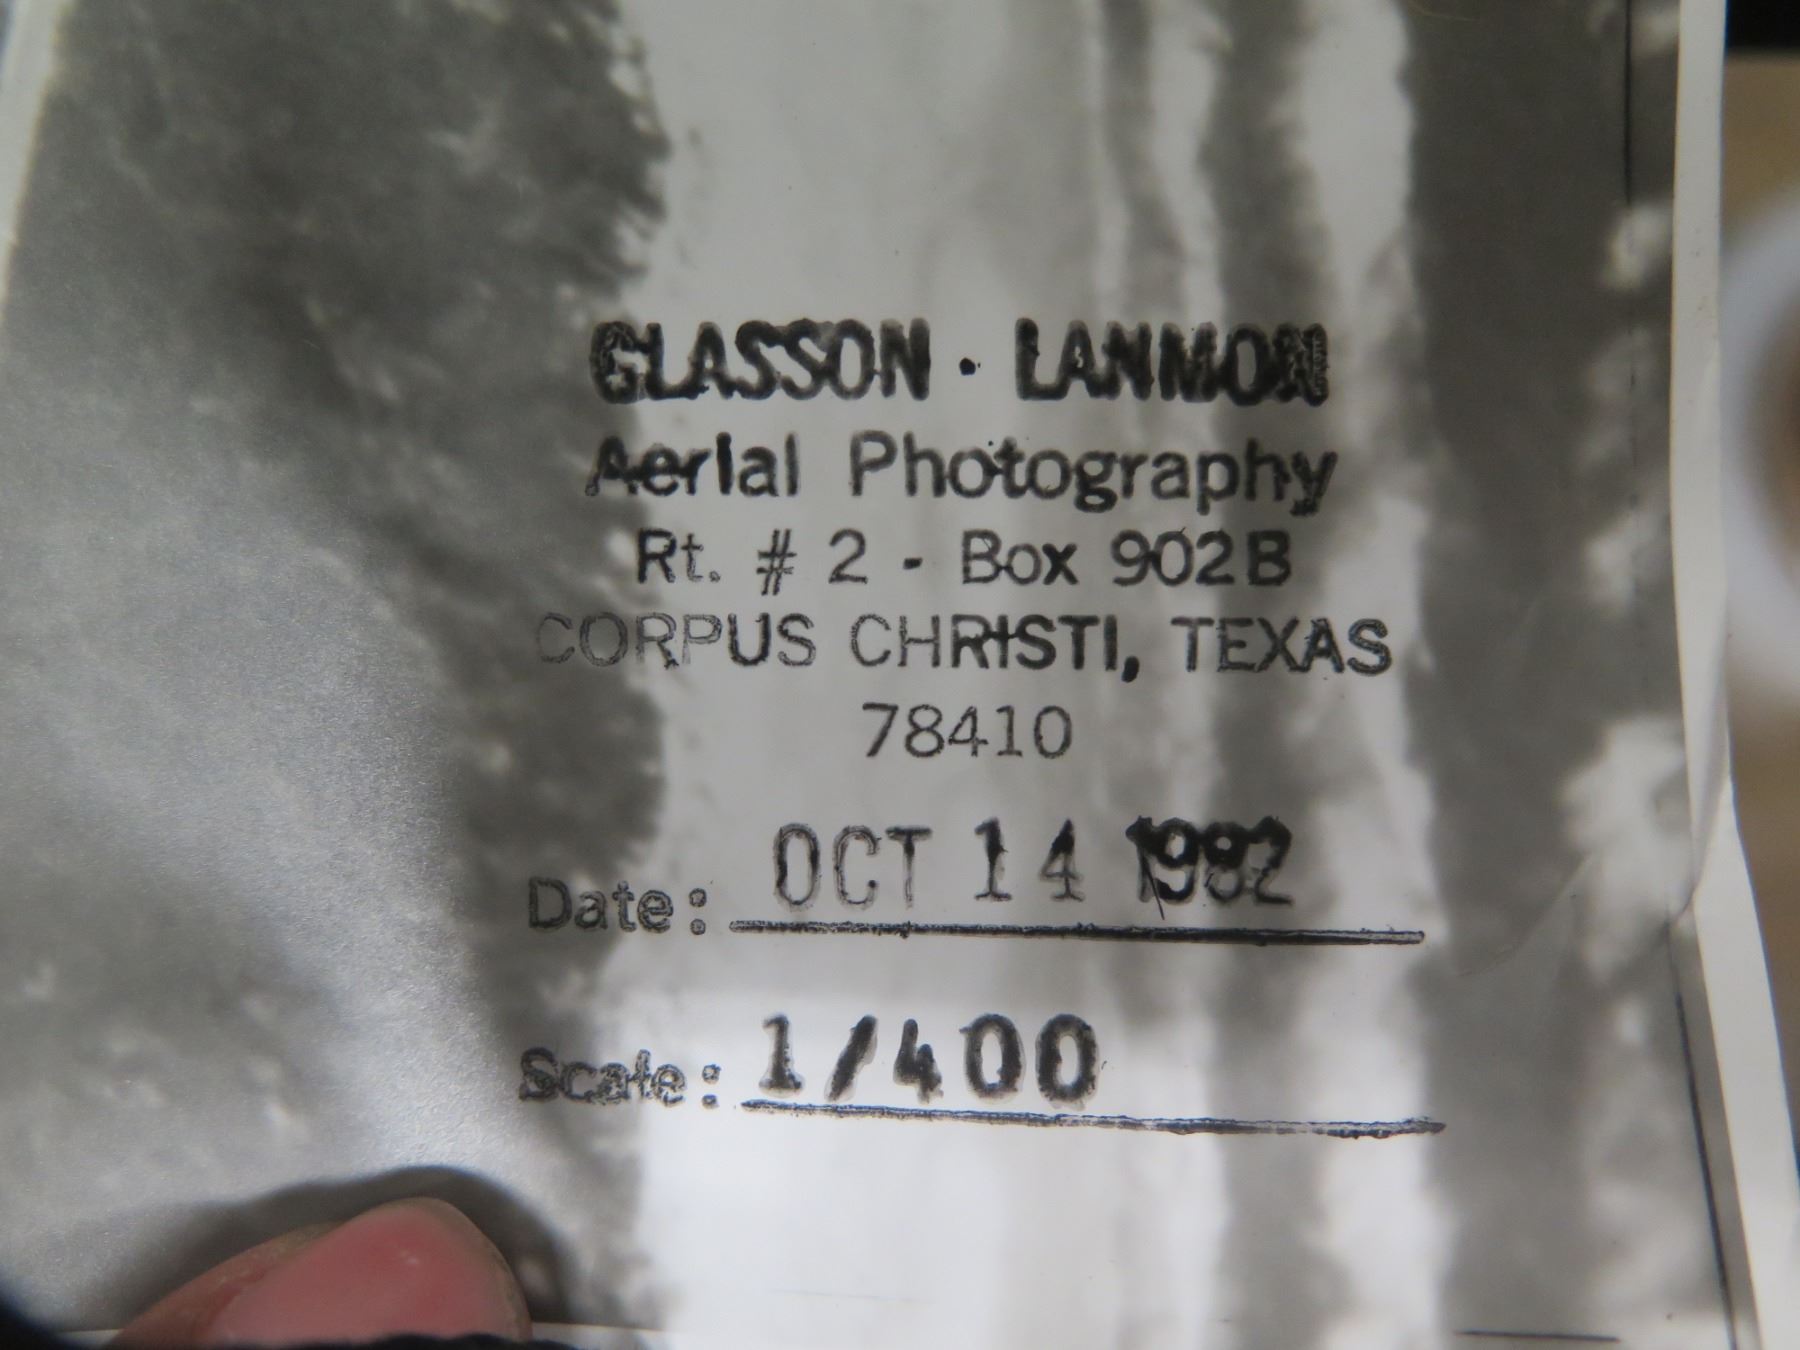 GLASSON · LANMON
Aerial Photography
Rt. # 2 - Box 902B
CORPUS CHRISTI, TEXAS
78410
Date: OCT 14 1982
Scale: 1/400